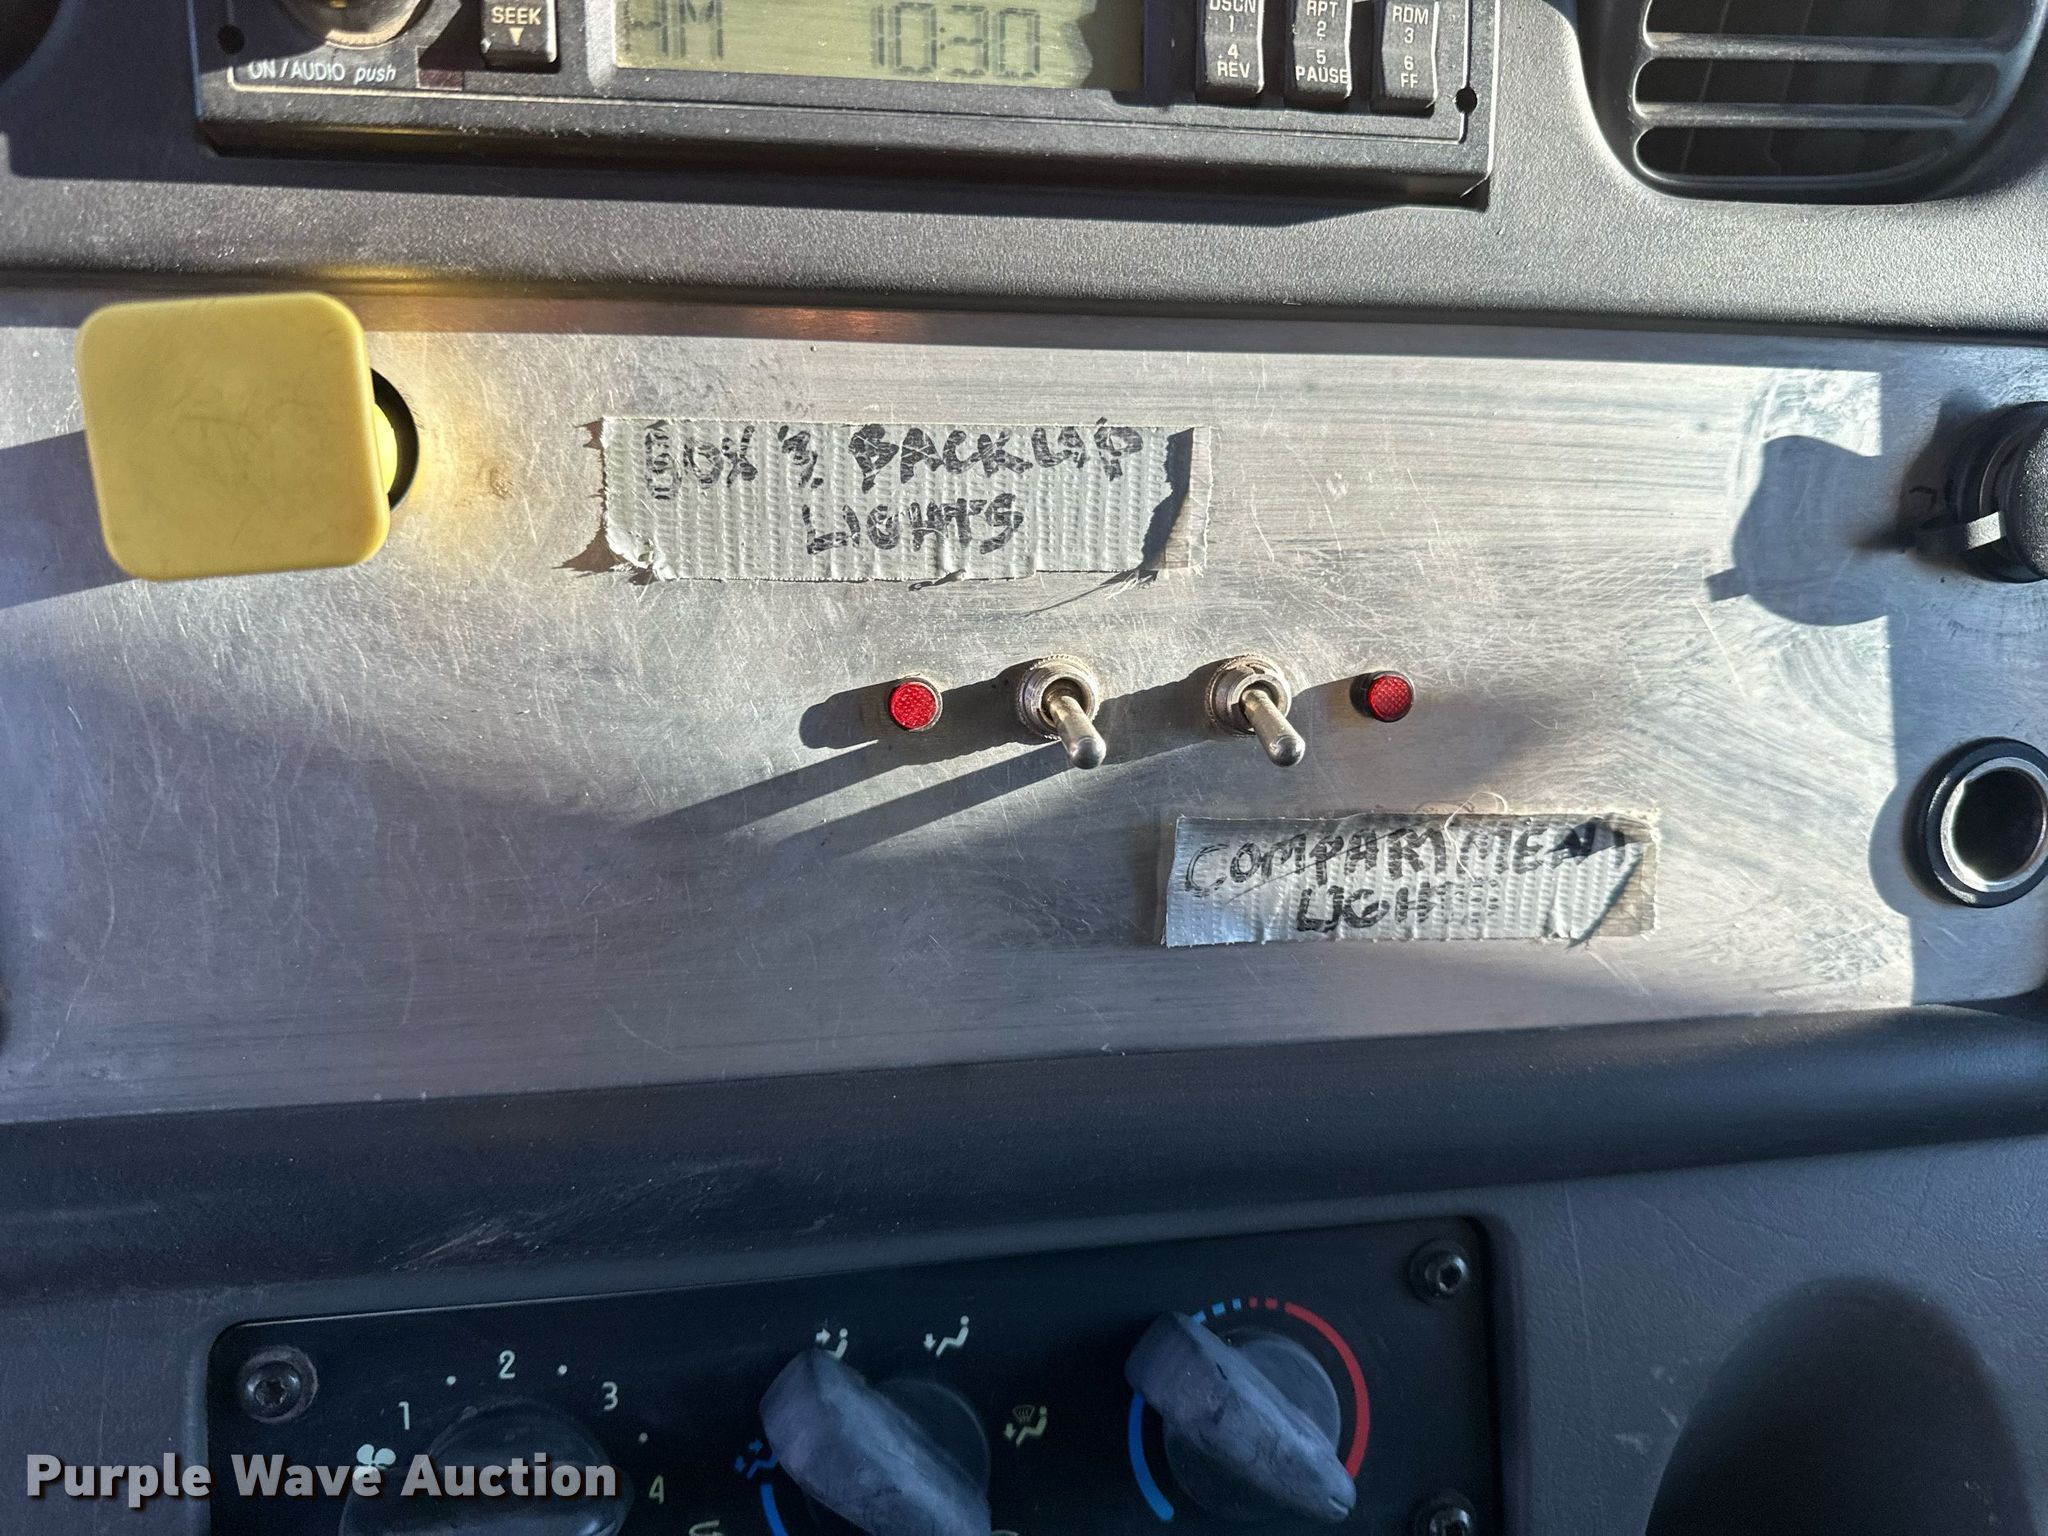 SEEK
AM 10:30
DSCN RPT RDM
1 2 3
4 5 6
REV PAUSE FF
ON / AUDIO push
BOX & BACKUP
LIGHTS
COMPARTMENT
LIGHTS
1 2 3
4
Purple Wave Auction